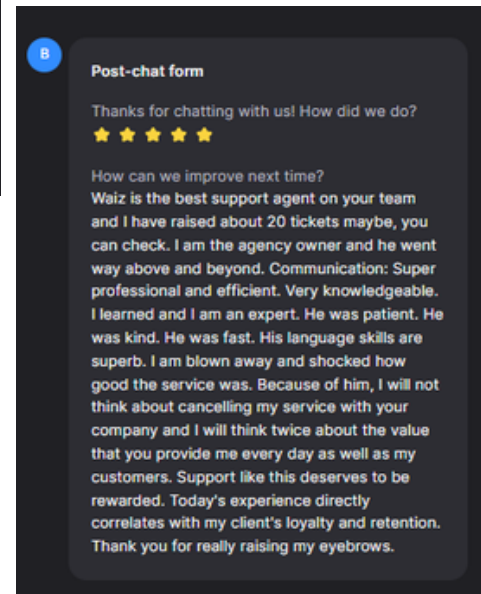 B
Post-chat form
Thanks for chatting with us! How did we do?
How can we improve next time?
Waiz is the best support agent on your team
and I have raised about 20 tickets maybe, you
can check. I am the agency owner and he went
way above and beyond. Communication: Super
professional and efficient. Very knowledgeable.
I learned and I am an expert. He was patient. He
was kind. He was fast. His language skills are
superb. I am blown away and shocked how
good the service was. Because of him, I will not
think about cancelling my service with your
company and I will think twice about the value
that you provide me every day as well as my
customers. Support like this deserves to be
rewarded. Today's experience directly
correlates with my client's loyalty and retention.
Thank you for really raising my eyebrows.